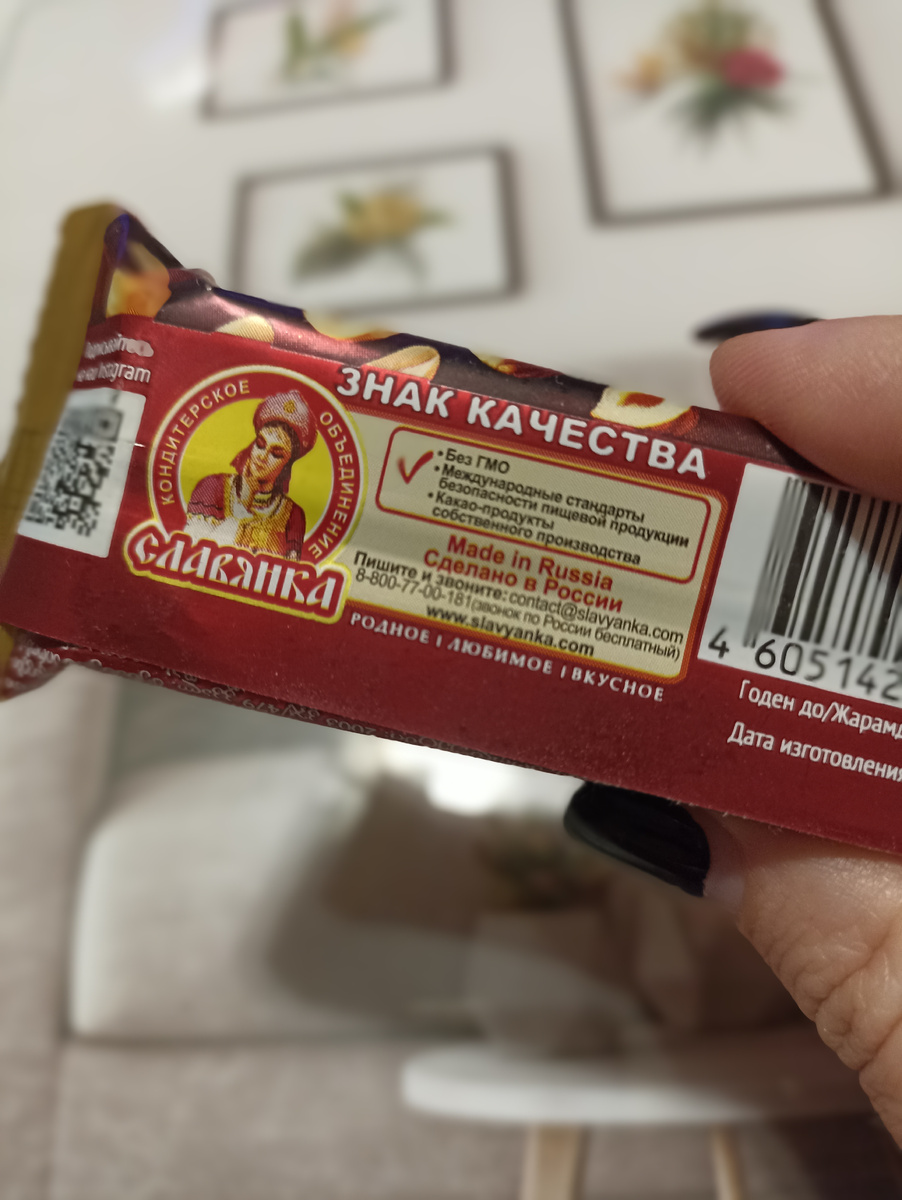 Instagram
КОНДИТЕРСКОЕ ОБЪЕДИНЕНИЕ
СЛАВЯНКА
ЗНАК КАЧЕСТВА
• Без ГМО
• Международные стандарты
безопасности пищевой продукции
• Какао-продукты
собственного производства
Made in Russia
Сделано в России
Пишите и звоните: contact@slavyanka.com
8-800-77-00-181(звонок по России бесплатный)
www.slavyanka.com
РОДНОЕ | ЛЮБИМОЕ | ВКУСНОЕ
4 605142
Годен до/Жарамд
Дата изготовления